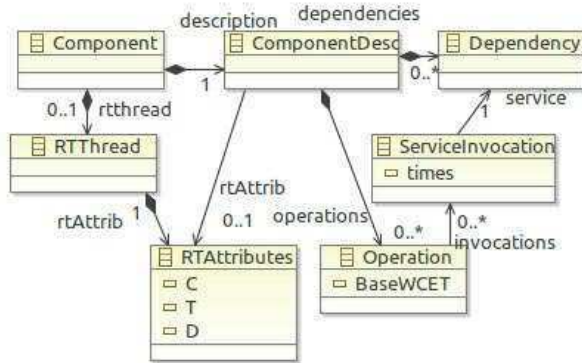 description
dependencies
Component
ComponentDesc
Dependency
1
0..*
0..1
rtthread
service
1
RTThread
ServiceInvocation
times
rtAttrib
1
rtAttrib
0..1
operations
0..*
0..*
invocations
RTAttributes
C
T
D
Operation
BaseWCET